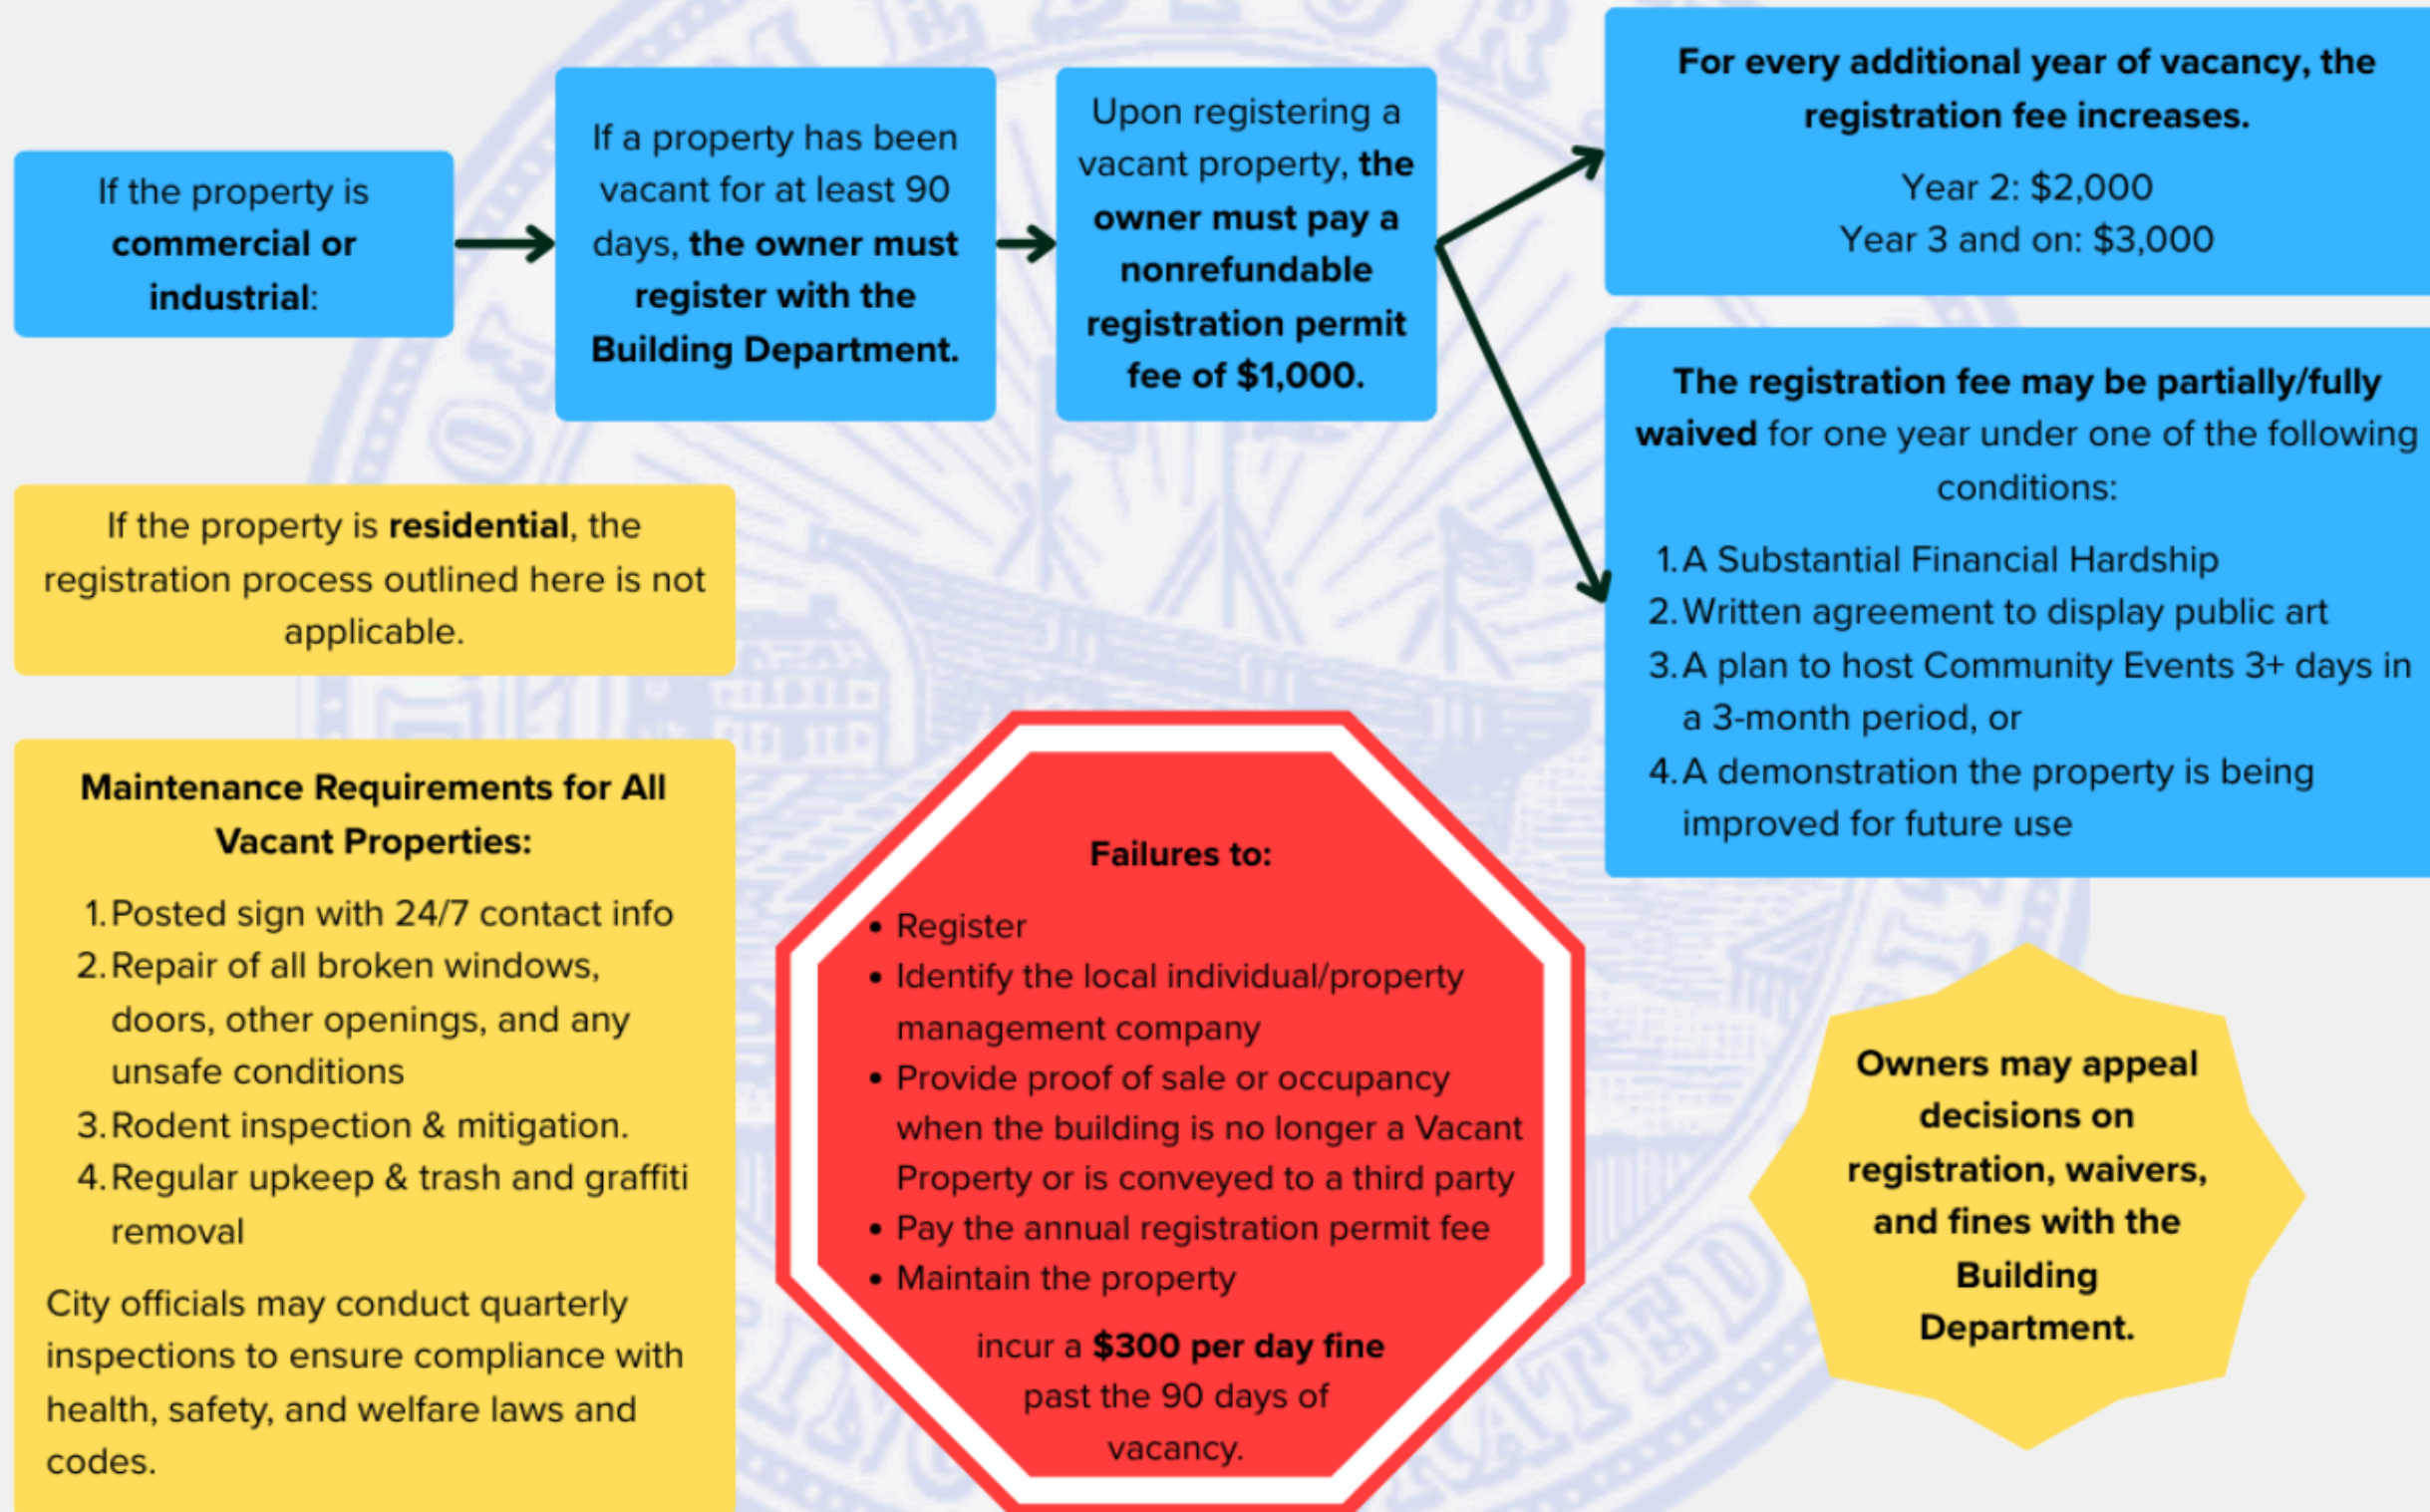 If the property is
commercial or
industrial:
If a property has been
vacant for at least 90
days, the owner must
register with the
Building Department.
Upon registering a
vacant property, the
owner must pay a
nonrefundable
registration permit
fee of $1,000.
For every additional year of vacancy, the
registration fee increases.
Year 2: $2,000
Year 3 and on: $3,000
The registration fee may be partially/fully
waived for one year under one of the following
conditions:
1. A Substantial Financial Hardship
2. Written agreement to display public art
3. A plan to host Community Events 3+ days in
a 3-month period, or
4. A demonstration the property is being
improved for future use
If the property is residential, the
registration process outlined here is not
applicable.
Maintenance Requirements for All
Vacant Properties:
1. Posted sign with 24/7 contact info
2. Repair of all broken windows,
doors, other openings, and any
unsafe conditions
3. Rodent inspection & mitigation.
4. Regular upkeep & trash and graffiti
removal
City officials may conduct quarterly
inspections to ensure compliance with
health, safety, and welfare laws and
codes.
Failures to:
• Register
• Identify the local individual/property
management company
• Provide proof of sale or occupancy
when the building is no longer a Vacant
Property or is conveyed to a third party
• Pay the annual registration permit fee
• Maintain the property
incur a $300 per day fine
past the 90 days of
vacancy.
Owners may appeal
decisions on
registration, waivers,
and fines with the
Building
Department.